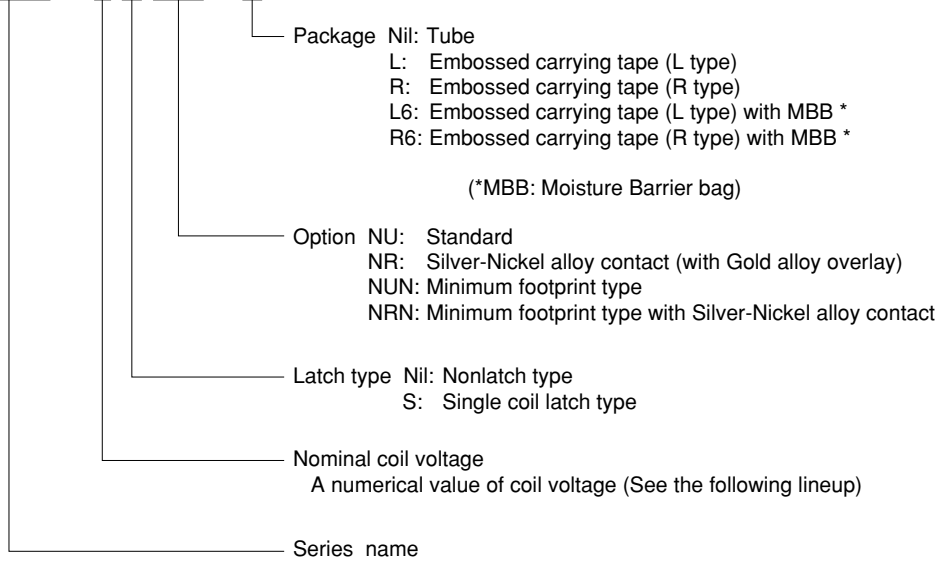 Package Nil: Tube
L: Embossed carrying tape (L type)
R: Embossed carrying tape (R type)
L6: Embossed carrying tape (L type) with MBB *
R6: Embossed carrying tape (R type) with MBB *
(*MBB: Moisture Barrier bag)
Option NU: Standard
NR: Silver-Nickel alloy contact (with Gold alloy overlay)
NUN: Minimum footprint type
NRN: Minimum footprint type with Silver-Nickel alloy contact
Latch type Nil: Nonlatch type
S: Single coil latch type
Nominal coil voltage
A numerical value of coil voltage (See the following lineup)
Series name